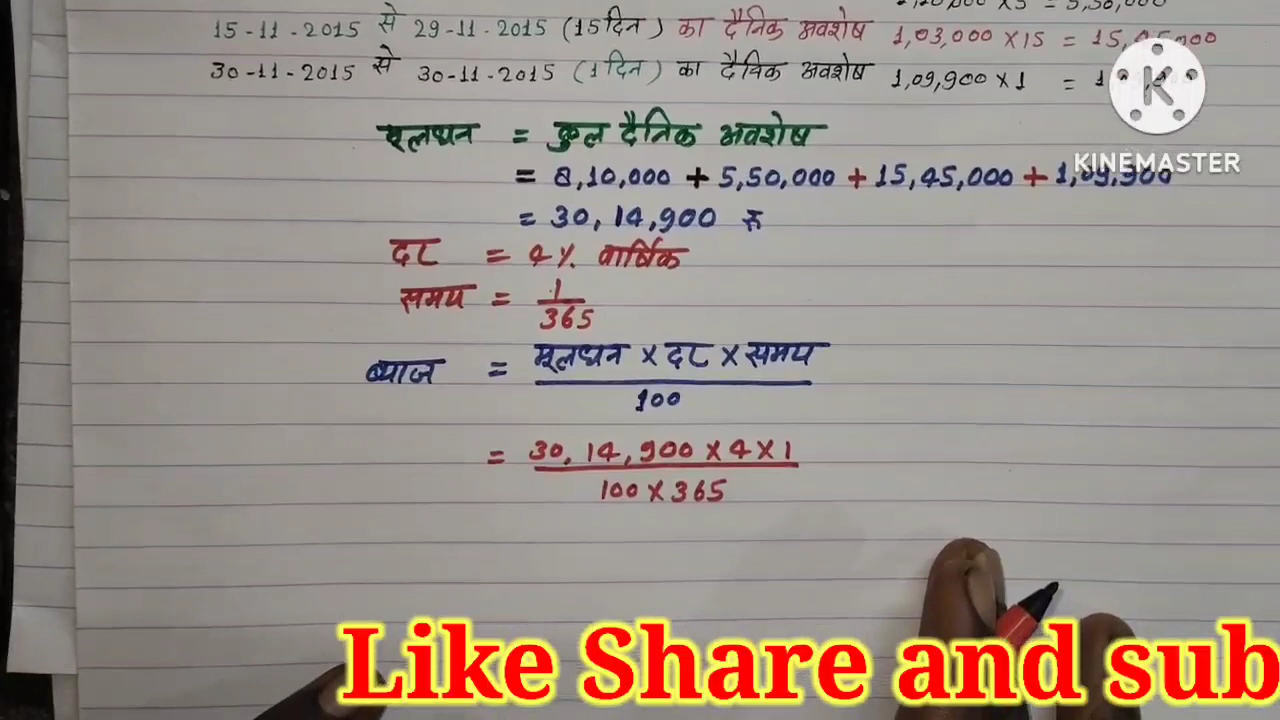 15-11-2015 से 29-11-2015 (15दिन) का दैनिक अवशेष 1,03,000 × 15 =
30-11-2015 से 30-11-2015 (1दिन) का दैनिक अवशेष 1,09,900 × 1 =
KINEMASTER
मूलधन = कुल दैनिक अवशेष
= 8,10,000 + 5,50,000 + 15,45,000 +
= 30,14,900 रू
दर = 4% वार्षिक
समय = 1/365
ब्याज = मूलधन × दर × समय
100
= 30,14,900 × 4 × 1
100 × 365
Like Share and sub